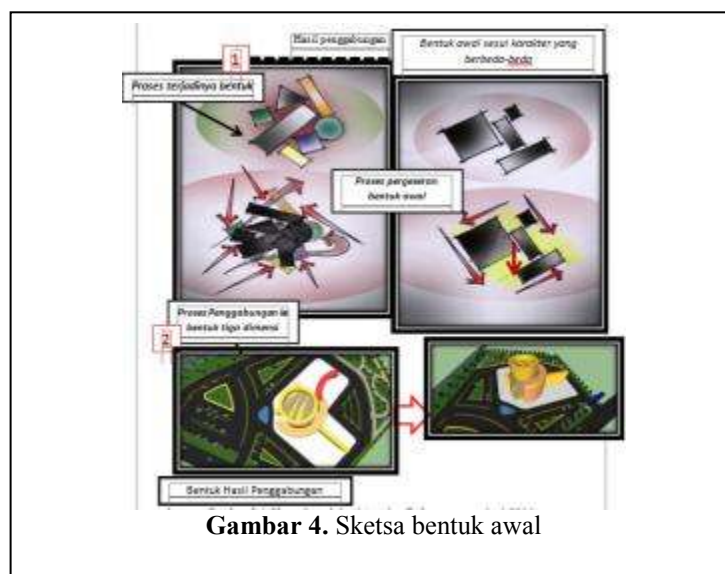 Hasil penggabungan
Bentuk awal sesui karakter yang
berbeda-beda
1
Proses terjadinya bentuk
Proses pergeseran
bentuk awal
Proses Penggabungan ke
bentuk tiga dimensi
2
Bentuk Hasil Penggabungan
Gambar 4. Sketsa bentuk awal